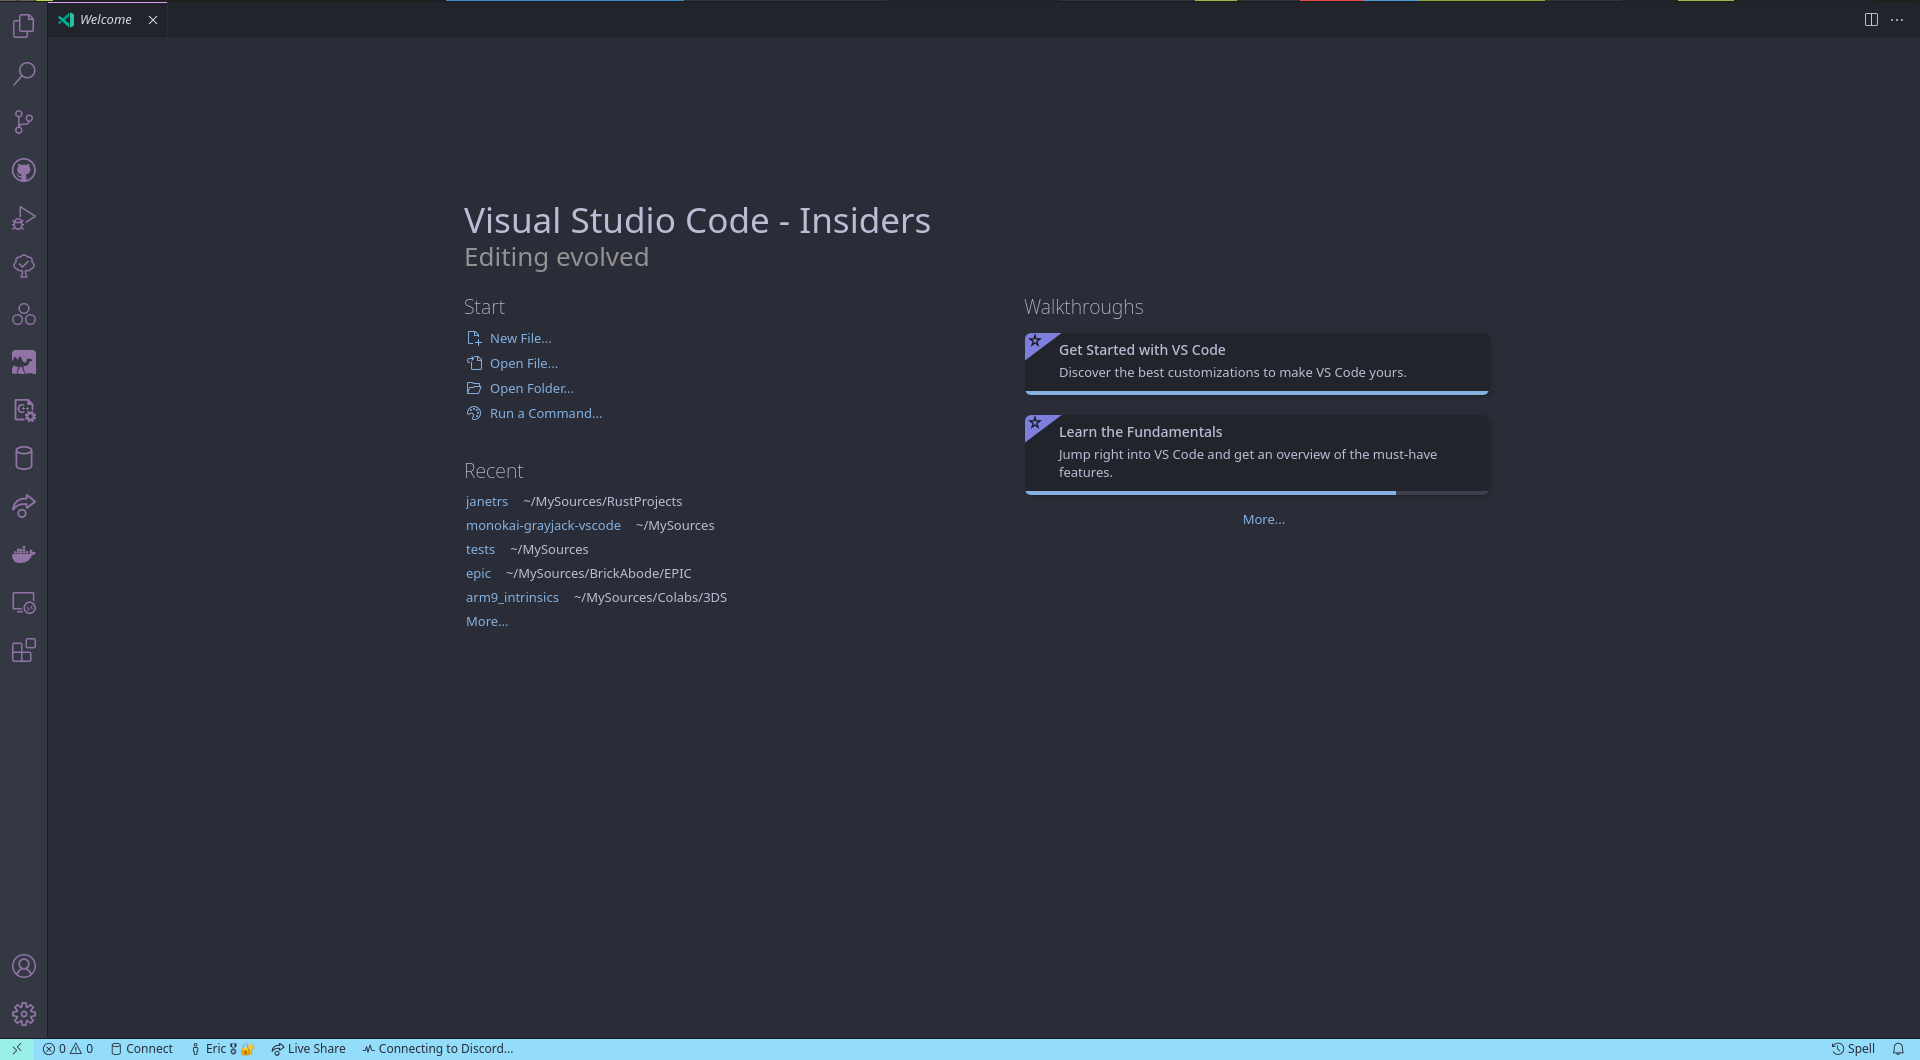 Welcome
Visual Studio Code - Insiders
Editing evolved
Start
New File...
Open File...
Open Folder...
Run a Command...
Recent
janetrs ~/MySources/RustProjects
monokai-grayjack-vscode ~/MySources
tests ~/MySources
epic ~/MySources/BrickAbode/EPIC
arm9_intrinsics ~/MySources/Colabs/3DS
More...
Walkthroughs
Get Started with VS Code
Discover the best customizations to make VS Code yours.
Learn the Fundamentals
Jump right into VS Code and get an overview of the must-have
features.
More...
0 0 Connect Eric Live Share Connecting to Discord... Spell